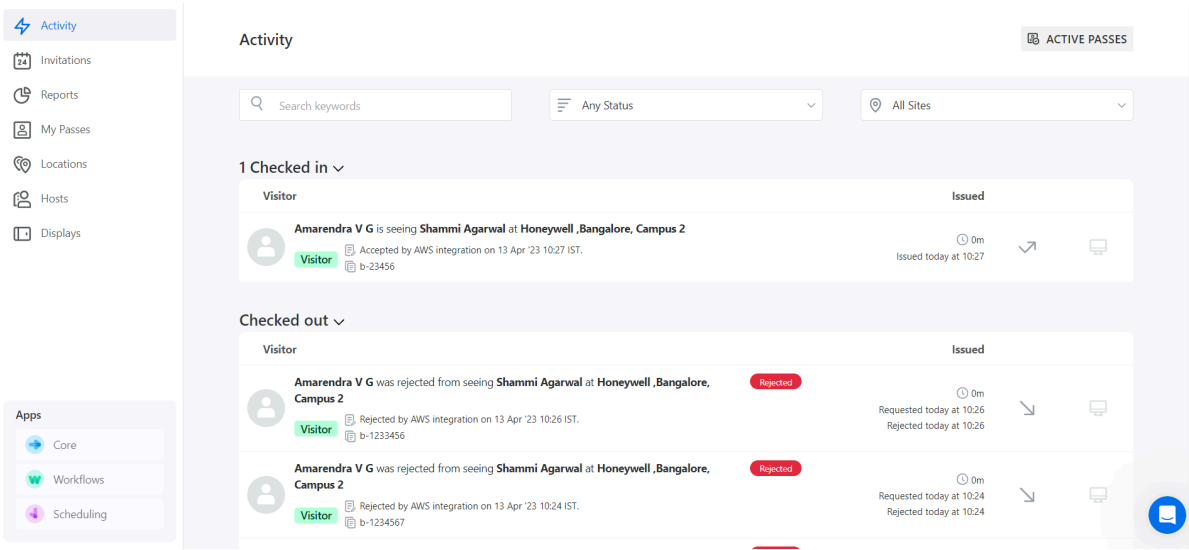 Activity
Invitations
Reports
My Passes
Locations
Hosts
Displays
Apps
Core
Workflows
Scheduling
Activity
ACTIVE PASSES
Search keywords
Any Status
All Sites
1 Checked in
Visitor Issued
Amarendra V G is seeing Shammi Agarwal at Honeywell ,Bangalore, Campus 2
Visitor
Accepted by AWS integration on 13 Apr '23 10:27 IST.
b-23456
0m
Issued today at 10:27
Checked out
Visitor Issued
Amarendra V G was rejected from seeing Shammi Agarwal at Honeywell ,Bangalore,
Campus 2
Visitor
Rejected by AWS integration on 13 Apr '23 10:26 IST.
b-1233456
Rejected
0m
Requested today at 10:26
Rejected today at 10:26
Amarendra V G was rejected from seeing Shammi Agarwal at Honeywell ,Bangalore,
Campus 2
Visitor
Rejected by AWS integration on 13 Apr '23 10:24 IST.
b-1234567
Rejected
0m
Requested today at 10:24
Rejected today at 10:24